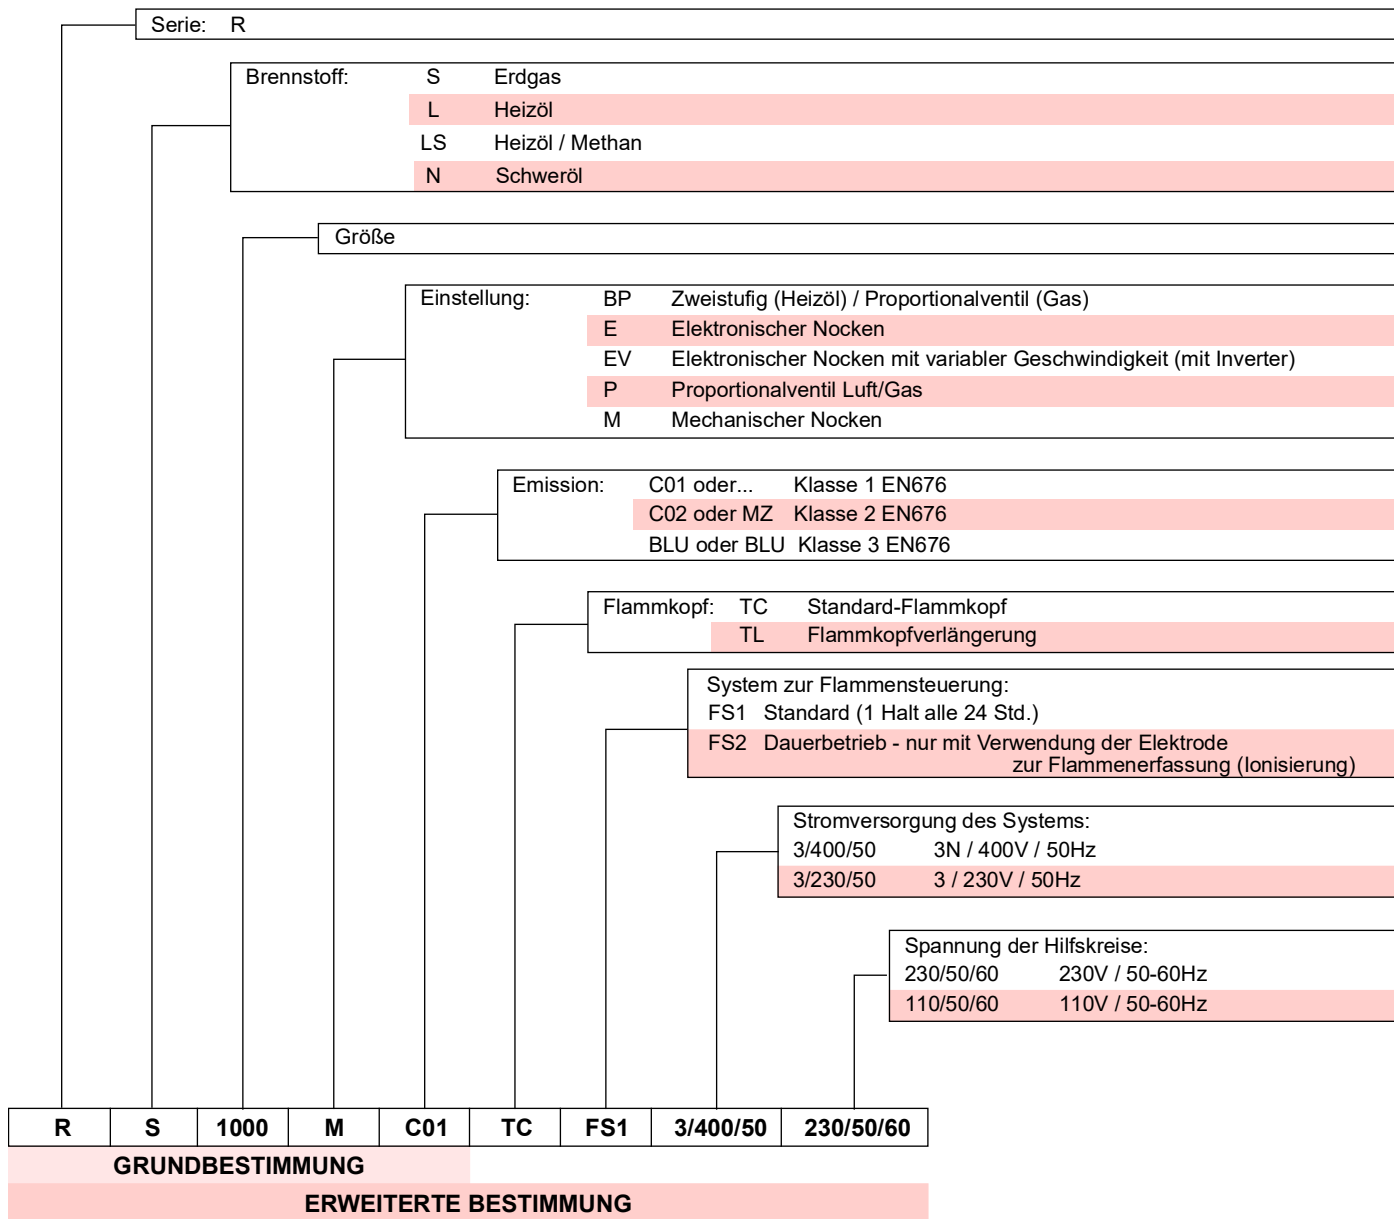 Serie: R
Brennstoff: S Erdgas
L Heizöl
LS Heizöl / Methan
N Schweröl
Größe
Einstellung: BP Zweistufig (Heizöl) / Proportionalventil (Gas)
E Elektronischer Nocken
EV Elektronischer Nocken mit variabler Geschwindigkeit (mit Inverter)
P Proportionalventil Luft/Gas
M Mechanischer Nocken
Emission: C01 oder... Klasse 1 EN676
C02 oder MZ Klasse 2 EN676
BLU oder BLU Klasse 3 EN676
Flammkopf: TC Standard-Flammkopf
TL Flammkopfverlängerung
System zur Flammensteuerung:
FS1 Standard (1 Halt alle 24 Std.)
FS2 Dauerbetrieb - nur mit Verwendung der Elektrode
zur Flammenerfassung (Ionisierung)
Stromversorgung des Systems:
3/400/50 3N / 400V / 50Hz
3/230/50 3 / 230V / 50Hz
Spannung der Hilfskreise:
230/50/60 230V / 50-60Hz
110/50/60 110V / 50-60Hz
R S 1000 M C01 TC FS1 3/400/50 230/50/60
GRUNDBESTIMMUNG
ERWEITERTE BESTIMMUNG